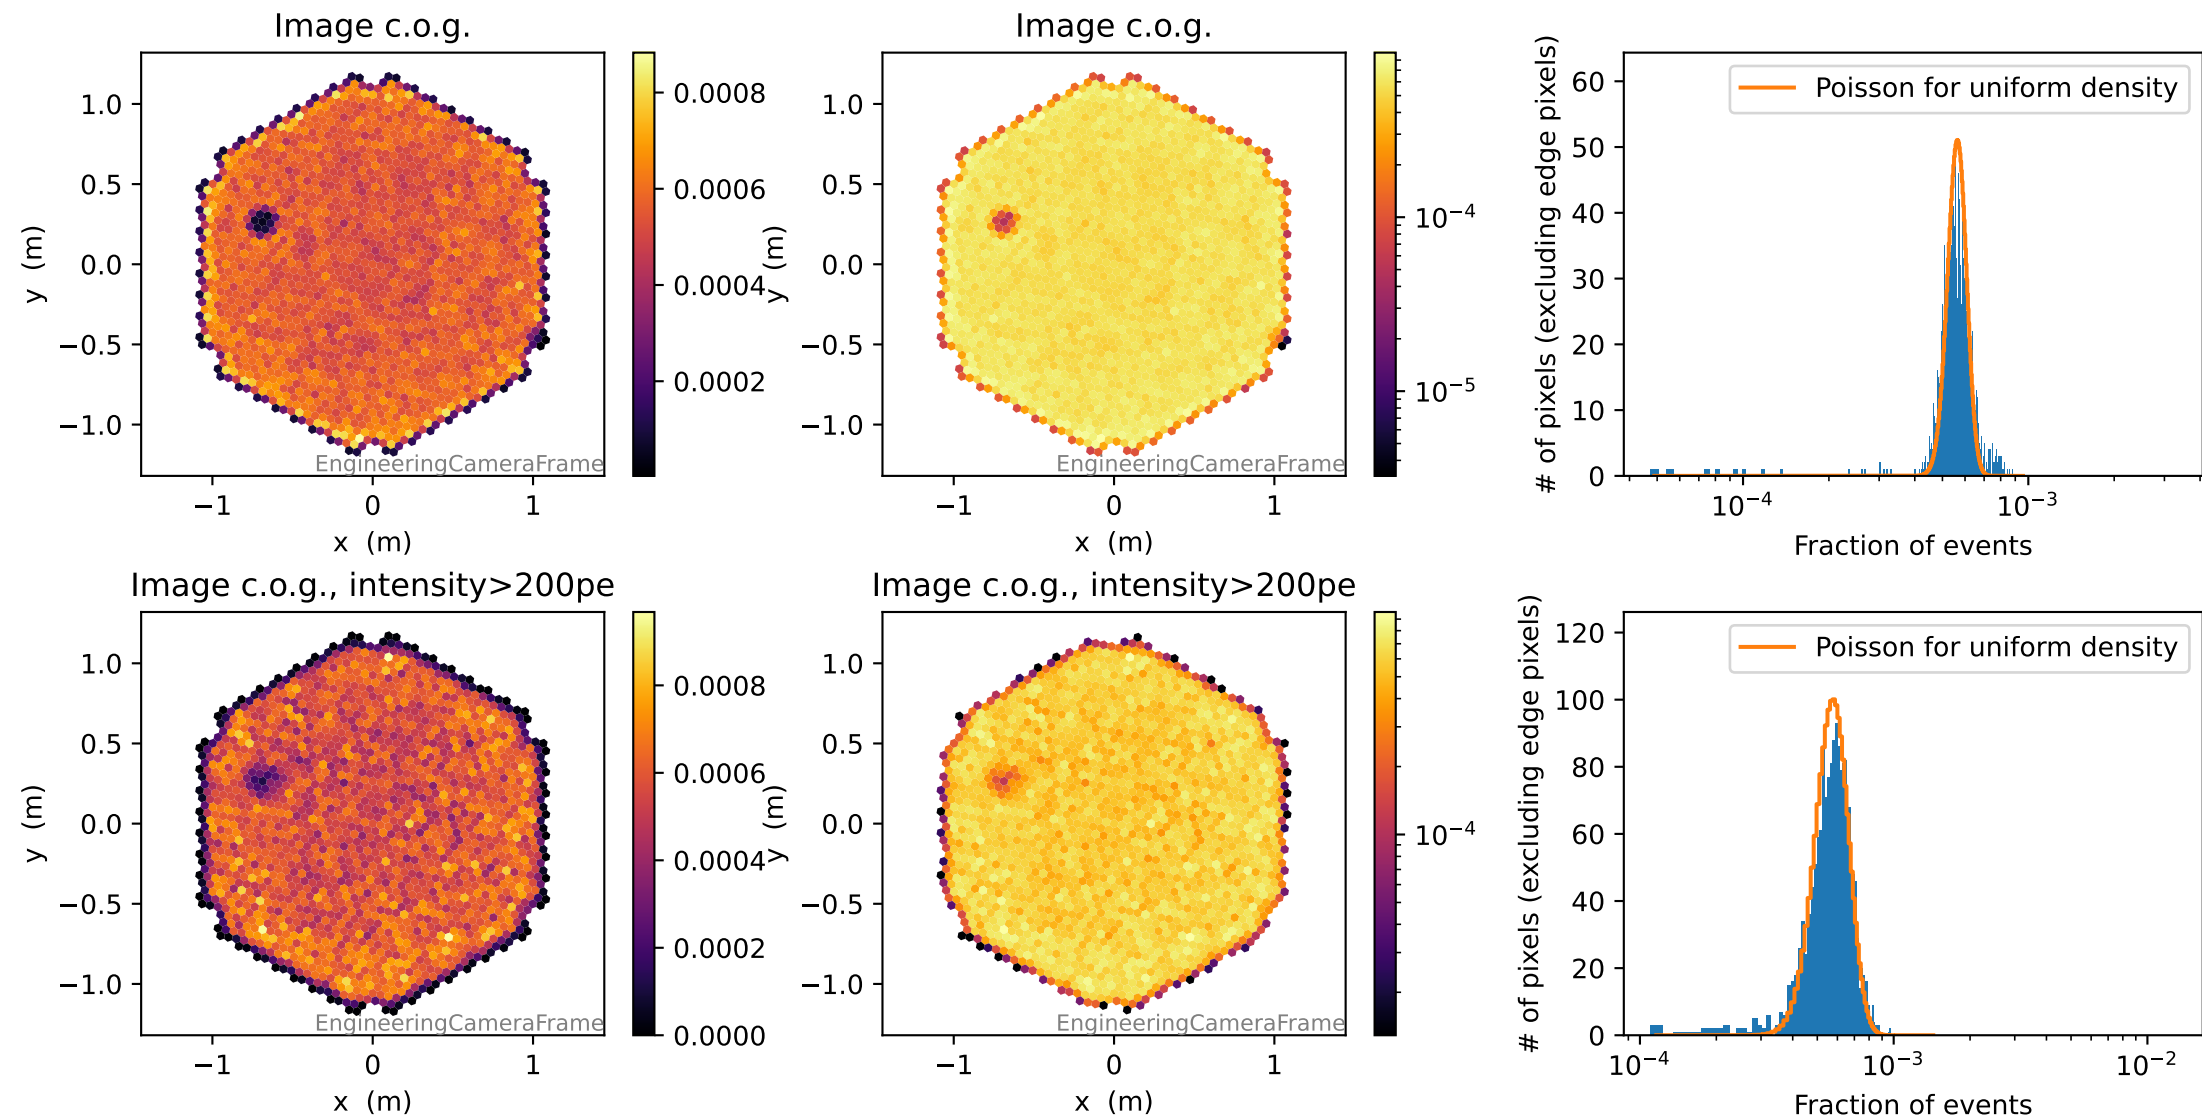 Image c.o.g.
1.0
0.5
0.0
−0.5
−1.0
y (m)
−1
0
1
x (m)
EngineeringCameraFrame
0.0008
0.0006
0.0004
0.0002
Image c.o.g.
1.0
0.5
0.0
−0.5
−1.0
y (m)
−1
0
1
x (m)
EngineeringCameraFrame
10−4
10−5
# of pixels (excluding edge pixels)
60
50
40
30
20
10
0
Poisson for uniform density
10−4
10−3
Fraction of events
Image c.o.g., intensity>200pe
1.0
0.5
0.0
−0.5
−1.0
y (m)
−1
0
1
x (m)
EngineeringCameraFrame
0.0008
0.0006
0.0004
0.0002
0.0000
Image c.o.g., intensity>200pe
1.0
0.5
0.0
−0.5
−1.0
y (m)
−1
0
1
x (m)
EngineeringCameraFrame
10−4
# of pixels (excluding edge pixels)
120
100
80
60
40
20
0
Poisson for uniform density
10−4
10−3
10−2
Fraction of events